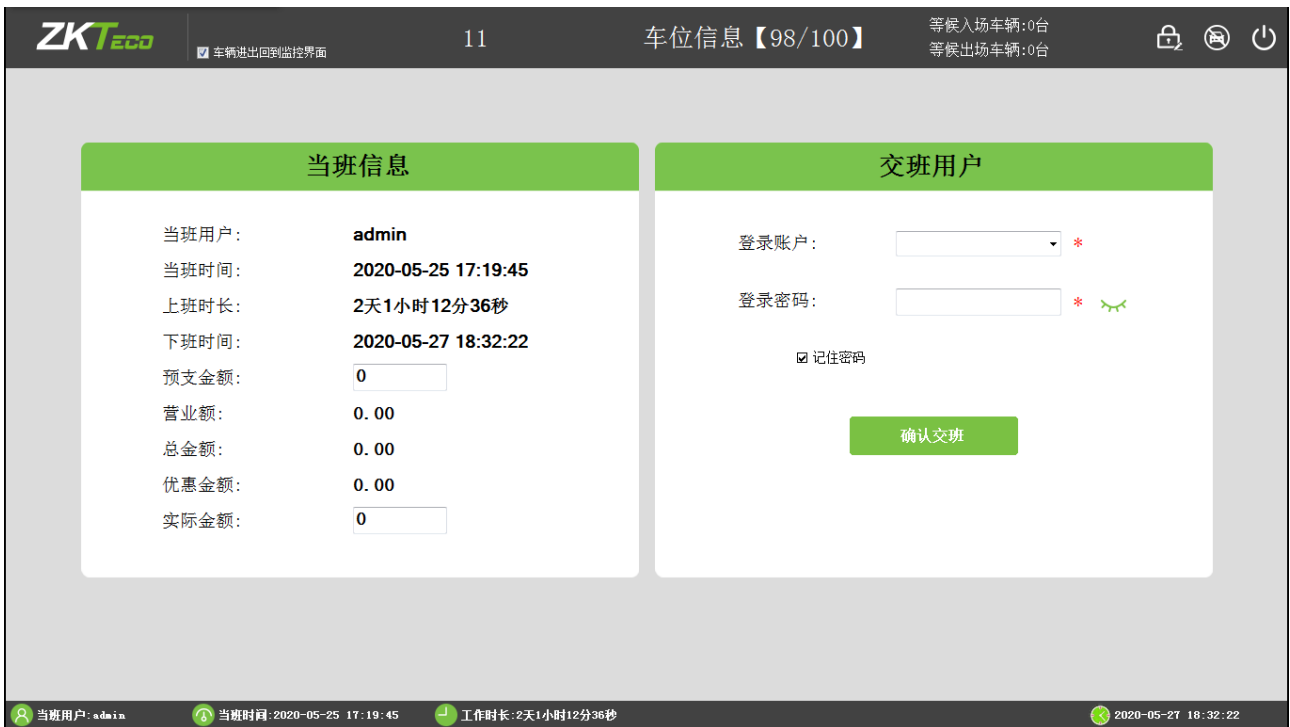 ZKTECO
车辆进出回到监控界面
11
车位信息【98/100】
等候入场车辆:0台
等候出场车辆:0台
当班信息
当班用户: admin
当班时间: 2020-05-25 17:19:45
上班时长: 2天1小时12分36秒
下班时间: 2020-05-27 18:32:22
预支金额: 0
营业额: 0.00
总金额: 0.00
优惠金额: 0.00
实际金额: 0
交班用户
登录账户: *
登录密码: *
记住密码
确认交班
当班用户:admin
当班时间:2020-05-25 17:19:45
工作时长:2天1小时12分36秒
2020-05-27 18:32:22